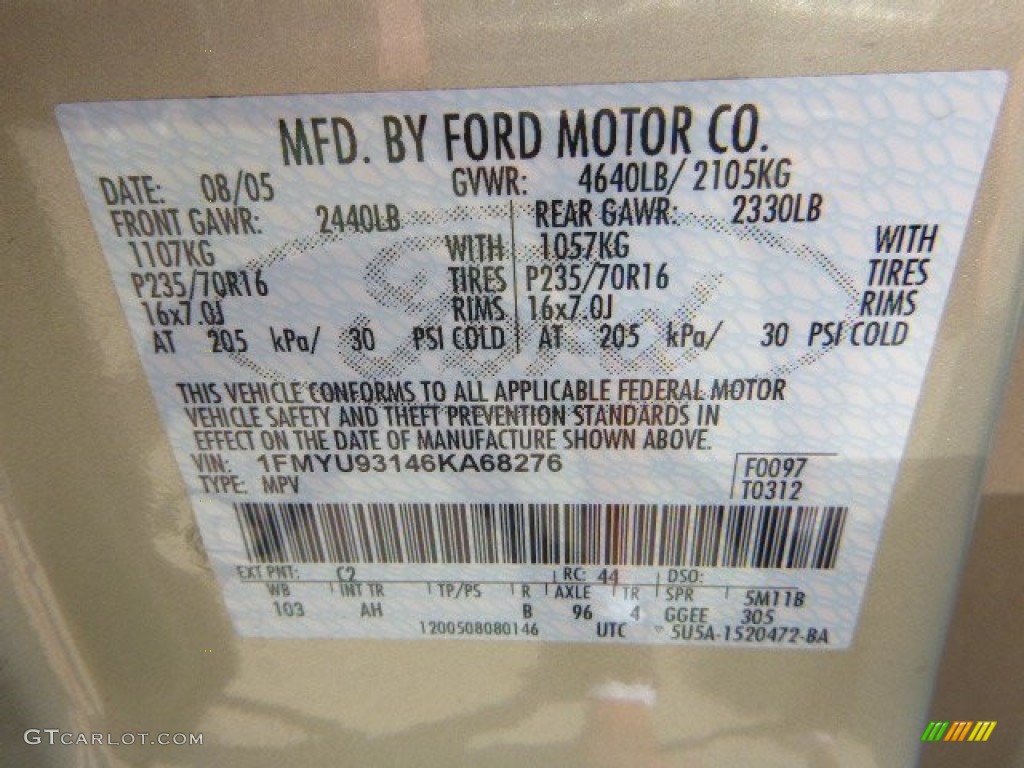 MFD. BY FORD MOTOR CO.
DATE: 08/05 GVWR: 4640LB/ 2105KG
FRONT GAWR: 2440LB REAR GAWR: 2330LB
1107KG WITH 1057KG WITH
P235/70R16 TIRES P235/70R16 TIRES
16x7.0J RIMS 16x7.0J RIMS
AT 205 kPa/ 30 PSI COLD AT 205 kPa/ 30 PSI COLD
THIS VEHICLE CONFORMS TO ALL APPLICABLE FEDERAL MOTOR
VEHICLE SAFETY AND THEFT PREVENTION STANDARDS IN
EFFECT ON THE DATE OF MANUFACTURE SHOWN ABOVE.
VIN: 1FMYU93146KA68276 F0097
TYPE: MPV T0312
EXT PNT: C2 RC: 44 DSO:
WB INT TR TP/PS R AXLE TR SPR 5M11B
103 AH B 96 4 GGEE 305
1200508080146 UTC 5U5A-1520472-BA
Ford
GTCARLOT.COM